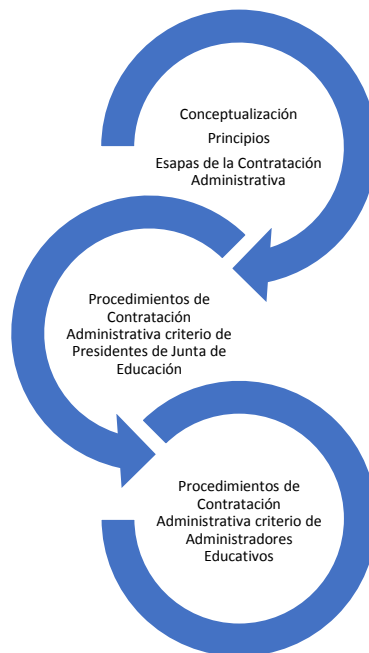 Conceptualización
Principios
Esapas de la Contratación
Administrativa
Procedimientos de
Contratación
Administrativa criterio de
Presidentes de Junta de
Educación
Procedimientos de
Contratación
Administrativa criterio de
Administradores
Educativos